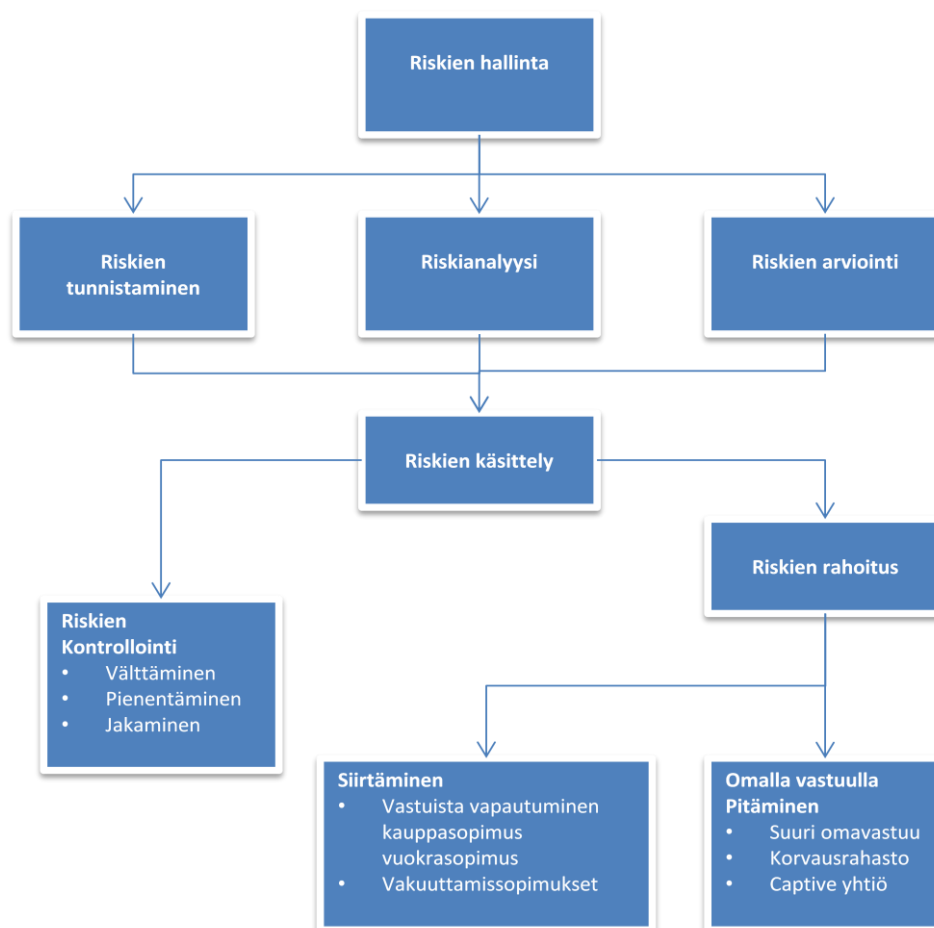 Riskien hallinta
Riskien
tunnistaminen
Riskianalyysi
Riskien arviointi
Riskien käsittely
Riskien rahoitus
Riskien
Kontrollointi
• Välttäminen
• Pienentäminen
• Jakaminen
Siirtäminen
• Vastuista vapautuminen
kauppasopimus
vuokrasopimus
• Vakuuttamissopimukset
Omalla vastuulla
Pitäminen
• Suuri omavastuu
• Korvausrahasto
• Captive yhtiö